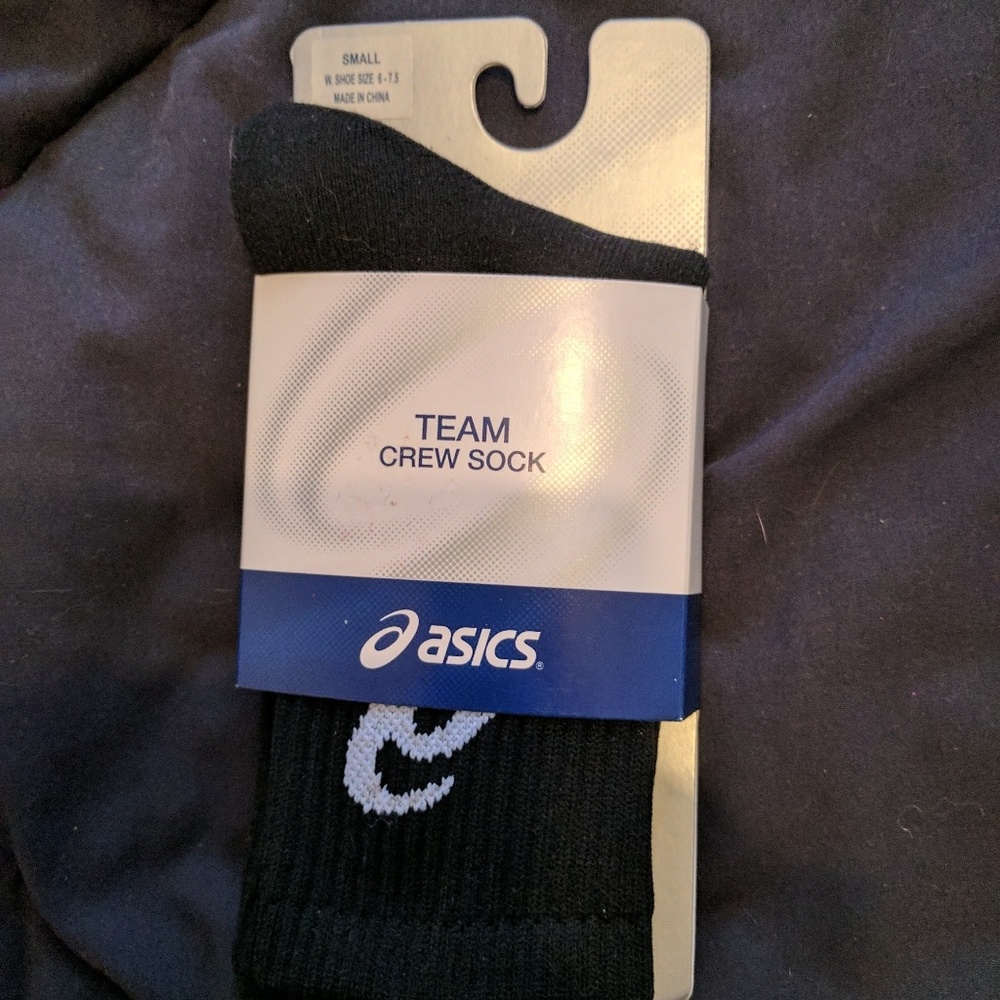 SMALL
W. SHOE SIZE 6-7.5
MADE IN CHINA
TEAM
CREW SOCK
asics®